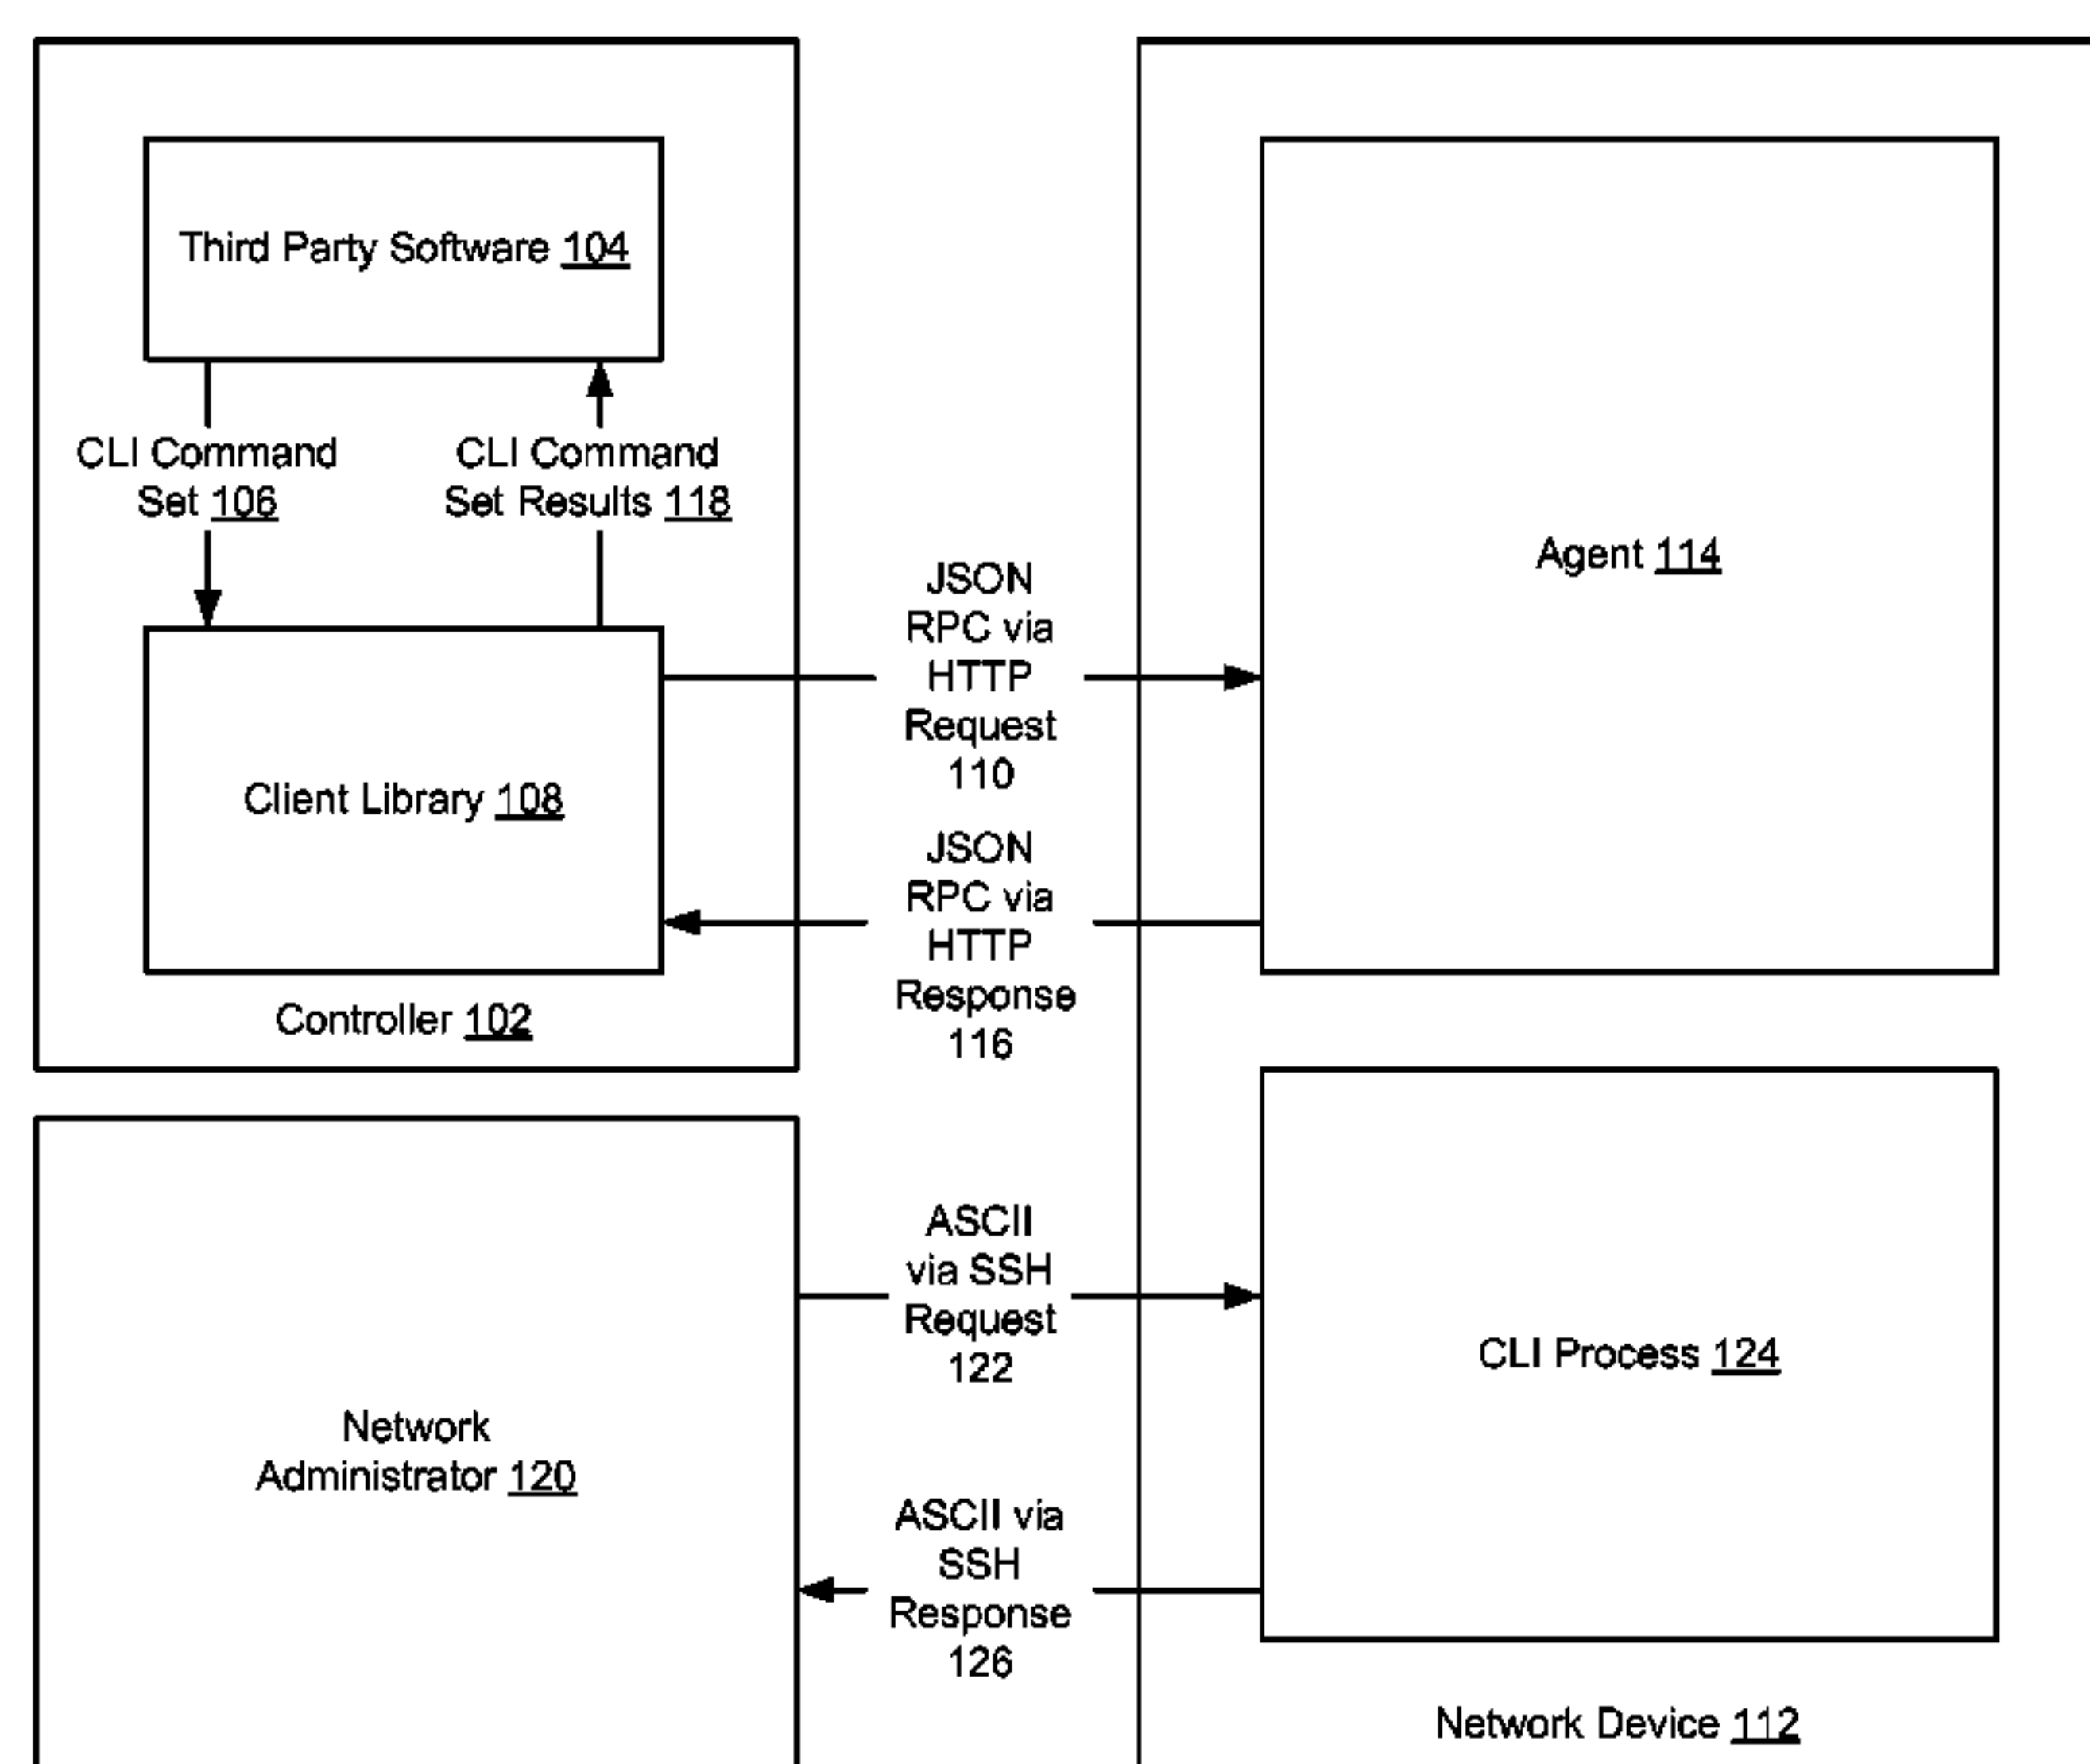 Third Party Software 104
CLI Command
Set 106
CLI Command
Set Results 118
Client Library 108
Controller 102
JSON
RPC via
HTTP
Request
110
JSON
RPC via
HTTP
Response
116
Agent 114
Network
Administrator 120
ASCII
via SSH
Request
122
ASCII via
SSH
Response
126
CLI Process 124
Network Device 112